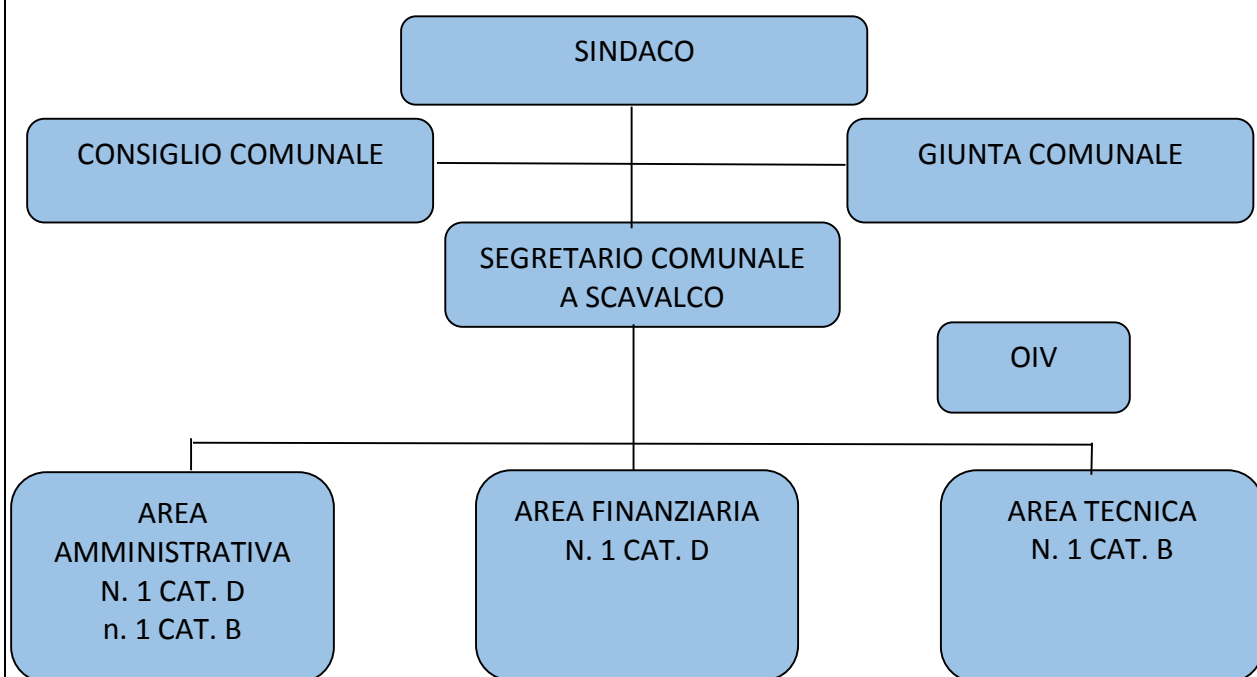 SINDACO
CONSIGLIO COMUNALE
GIUNTA COMUNALE
SEGRETARIO COMUNALE
A SCAVALCO
OIV
AREA
AMMINISTRATIVA
N. 1 CAT. D
n. 1 CAT. B
AREA FINANZIARIA
N. 1 CAT. D
AREA TECNICA
N. 1 CAT. B